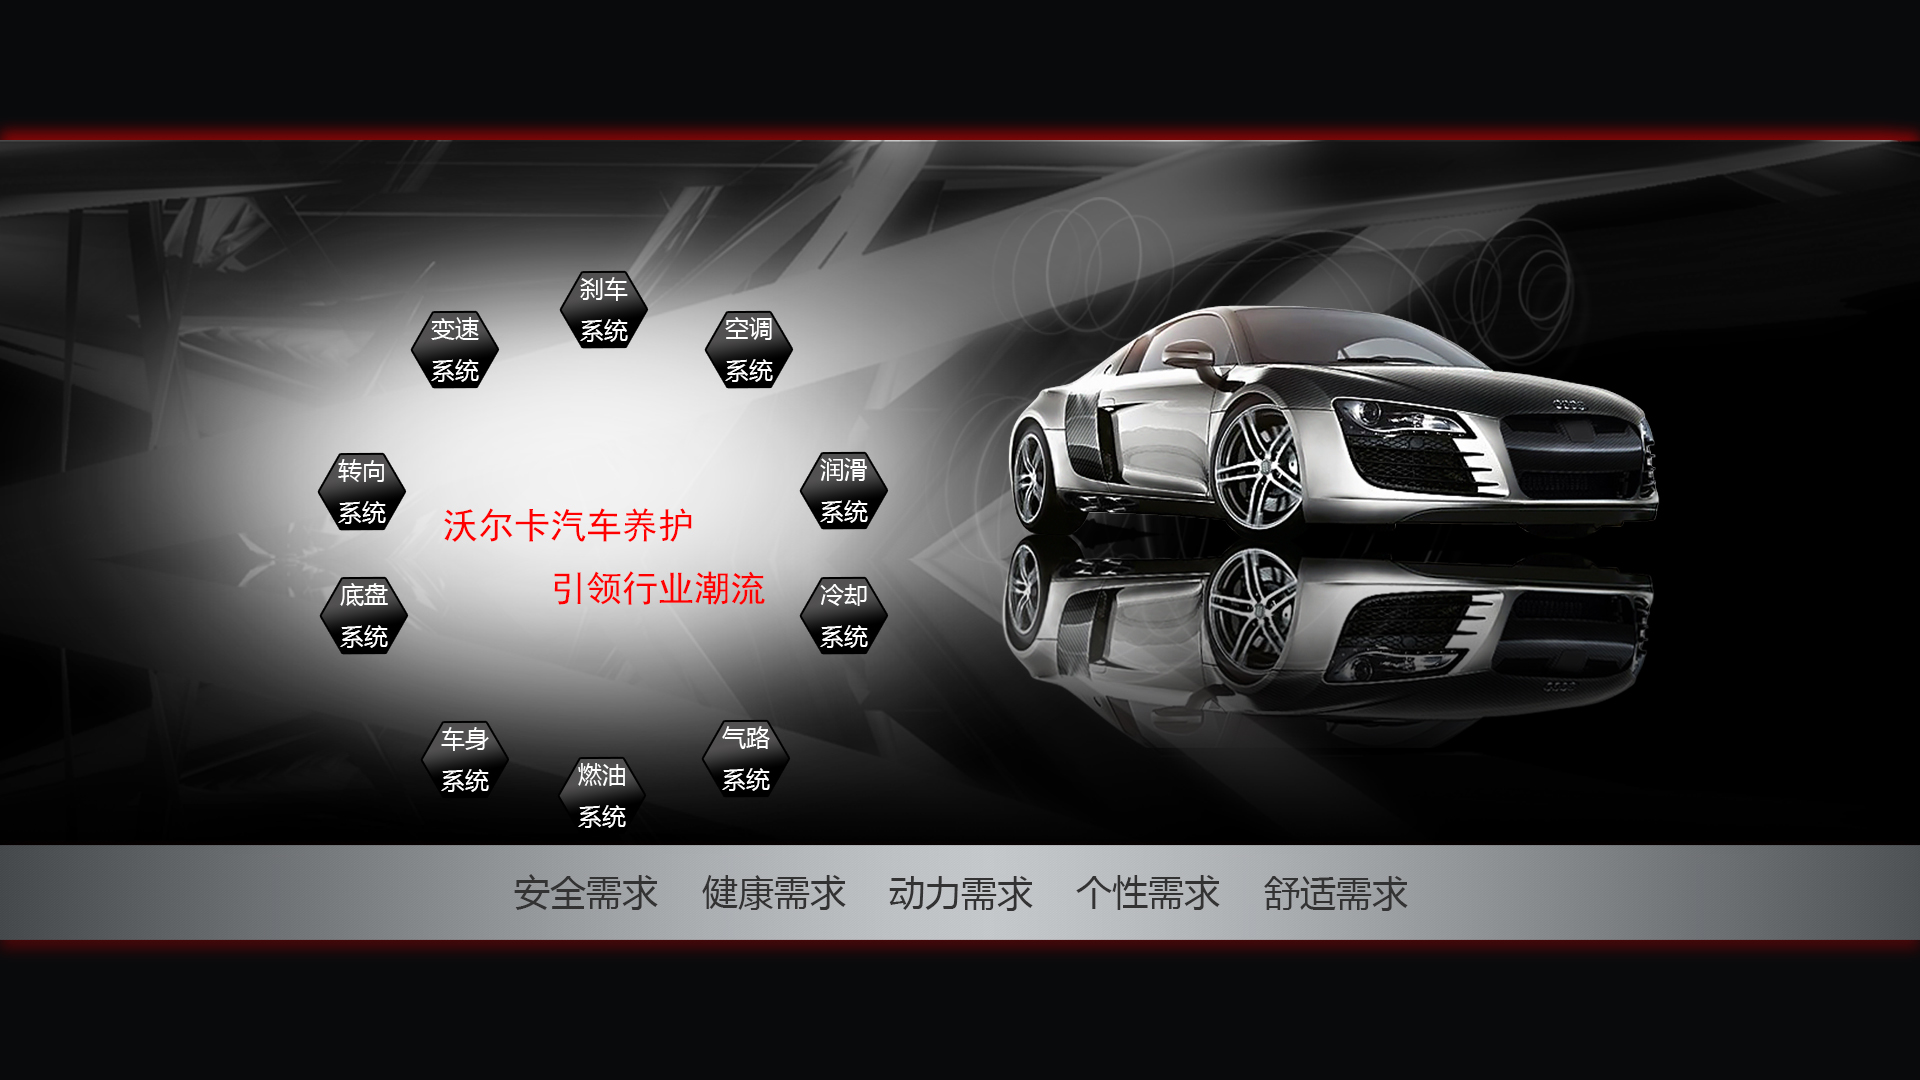 刹车
系统
变速
系统
空调
系统
转向
系统
润滑
系统
沃尔卡汽车养护
引领行业潮流
底盘
系统
冷却
系统
车身
系统
气路
系统
燃油
系统
安全需求 健康需求 动力需求 个性需求 舒适需求